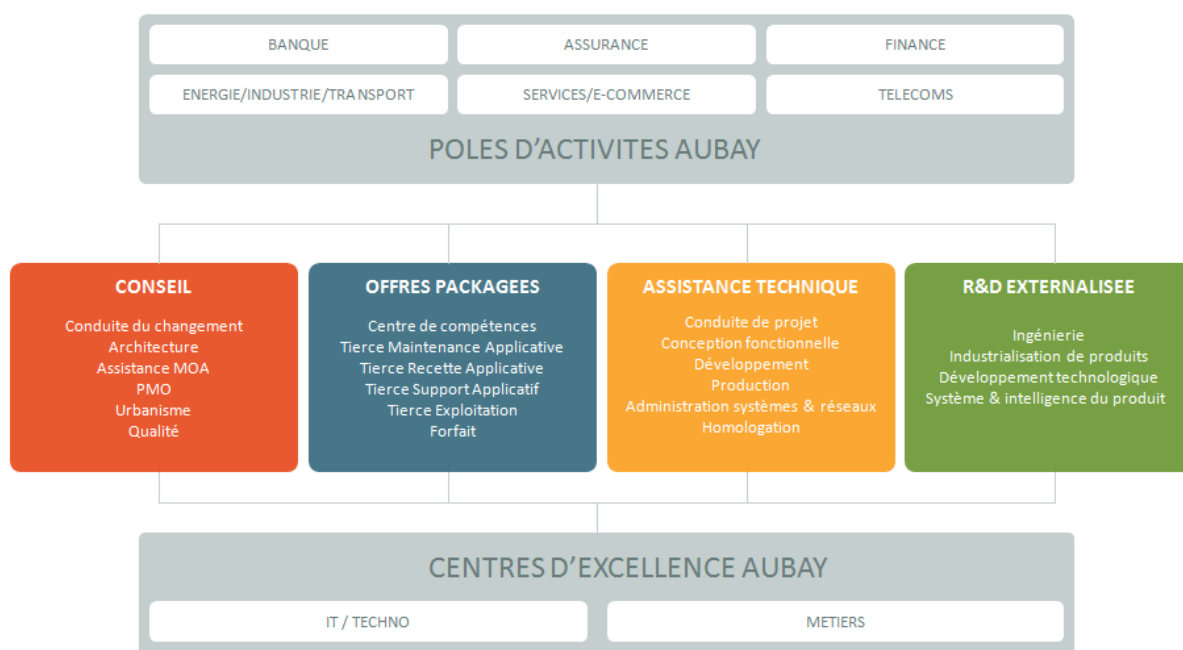 BANQUE
ASSURANCE
FINANCE
ENERGIE/INDUSTRIE/TRANSPORT
SERVICES/E-COMMERCE
TELECOMS
POLES D'ACTIVITES AUBAY
CONSEIL
Conduite du changement
Architecture
Assistance MOA
PMO
Urbanisme
Qualité
OFFRES PACKAGEES
Centre de compétences
Tierce Maintenance Applicative
Tierce Recette Applicative
Tierce Support Applicatif
Tierce Exploitation
Forfait
ASSISTANCE TECHNIQUE
Conduite de projet
Conception fonctionnelle
Développement
Production
Administration systèmes & réseaux
Homologation
R&D EXTERNALISEE
Ingénierie
Industrialisation de produits
Développement technologique
Système & intelligence du produit
CENTRES D'EXCELLENCE AUBAY
IT / TECHNO
METIERS